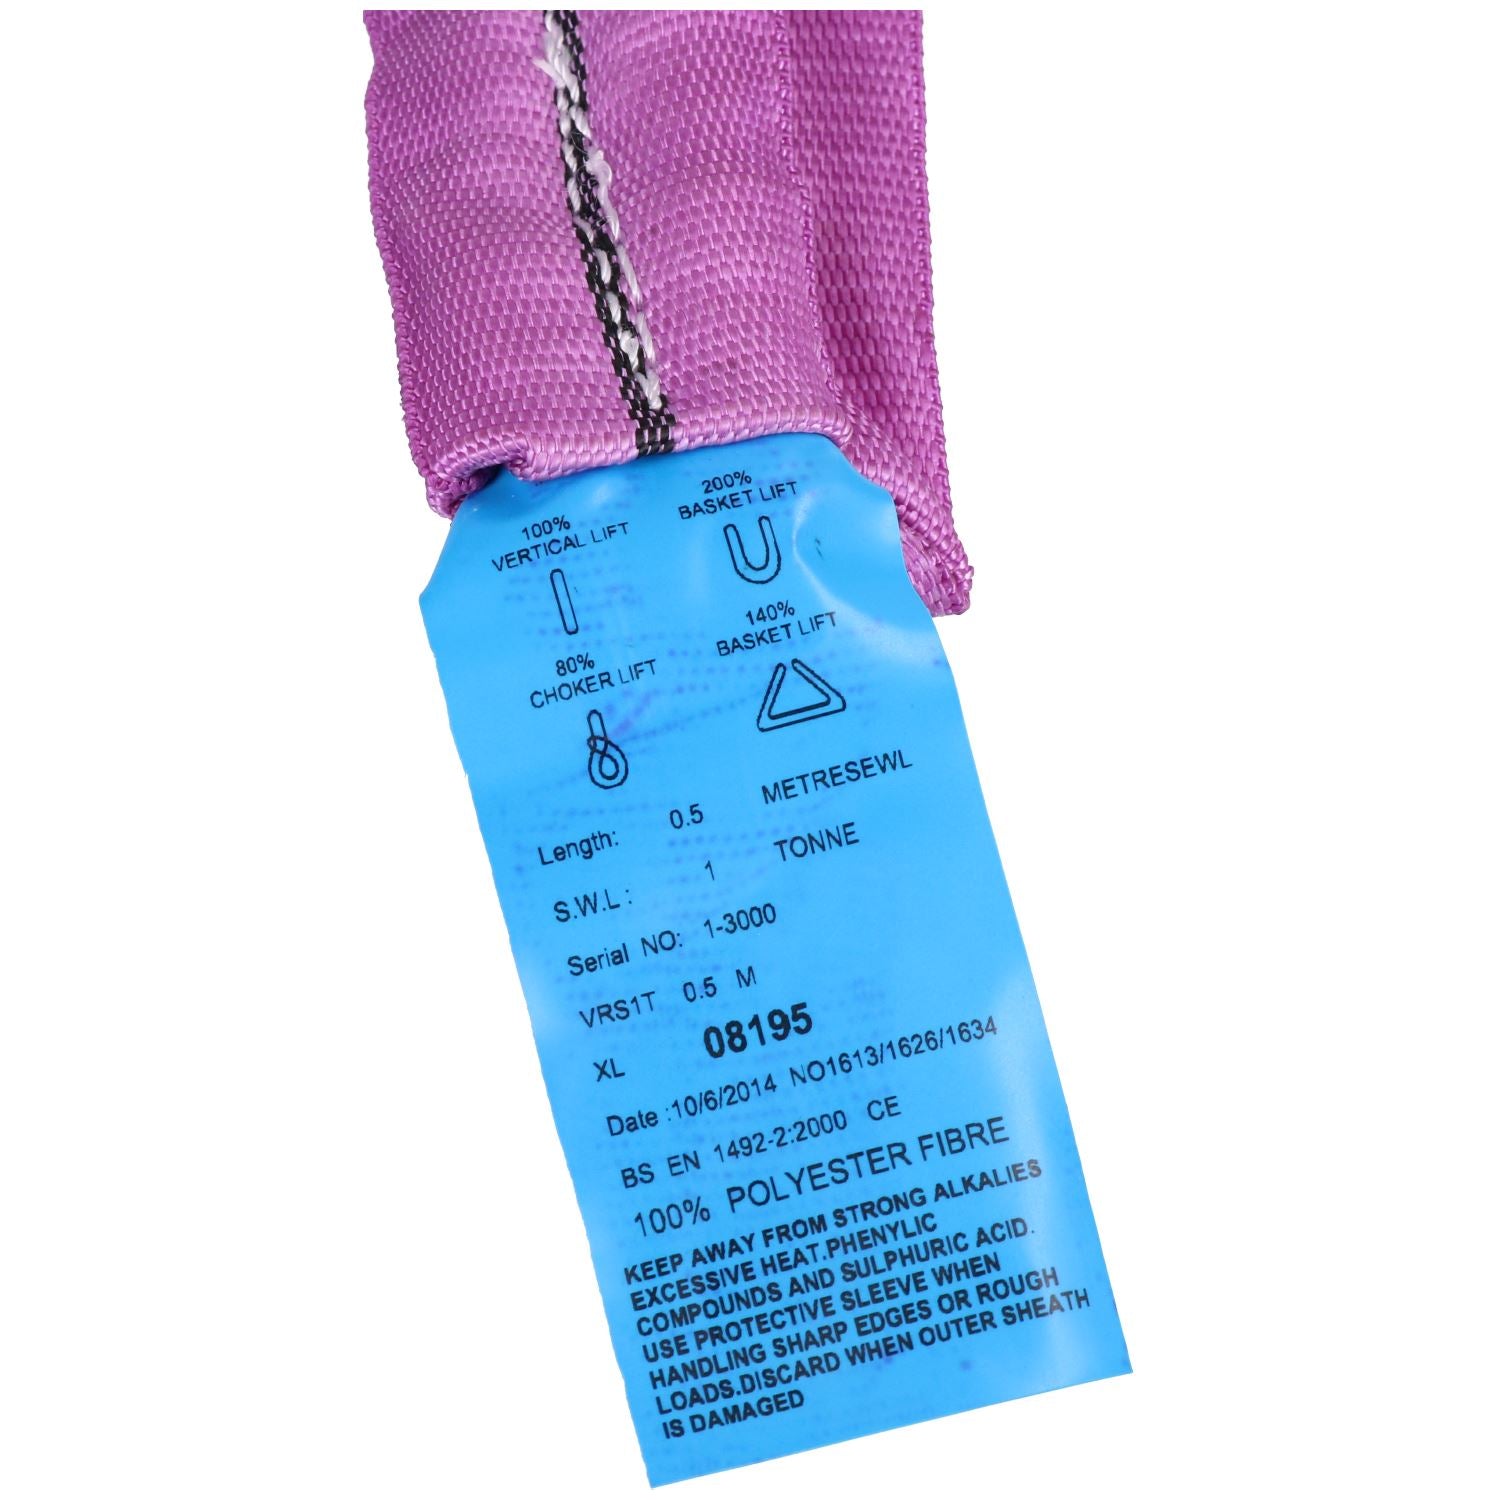 100%
VERTICAL LIFT
200%
BASKET LIFT
80%
CHOKER LIFT
140%
BASKET LIFT
Length: 0.5 METRESEWL
S.W.L : 1 TONNE
Serial NO: 1-3000
VRS1T 0.5 M
XL 08195
Date :10/6/2014 NO1613/1626/1634
BS EN 1492-2:2000 CE
100% POLYESTER FIBRE
KEEP AWAY FROM STRONG ALKALIES
EXCESSIVE HEAT.PHENYLIC
COMPOUNDS AND SULPHURIC ACID.
USE PROTECTIVE SLEEVE WHEN
HANDLING SHARP EDGES OR ROUGH
LOADS.DISCARD WHEN OUTER SHEATH
IS DAMAGED